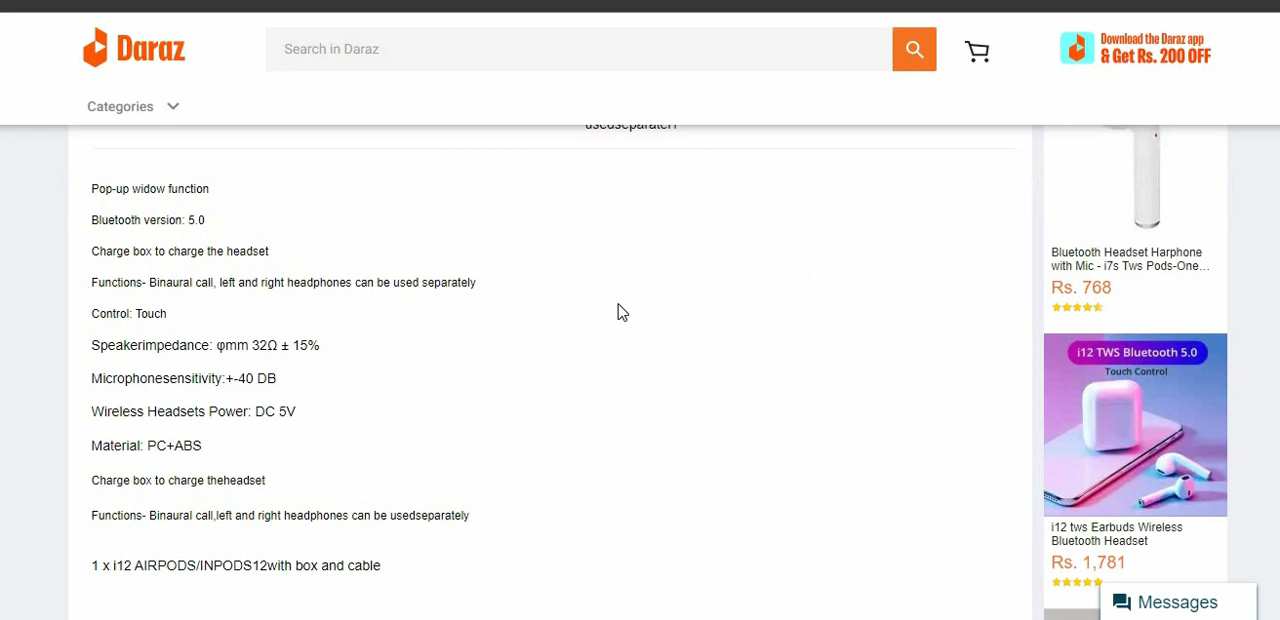 Daraz
Search in Daraz
Download the Daraz app
& Get Rs. 200 OFF
Categories
Pop-up widow function
Bluetooth version: 5.0
Charge box to charge the headset
Functions- Binaural call, left and right headphones can be used separately
Control: Touch
Speakerimpedance: φmm 32Ω ± 15%
Microphonesensitivity:+-40 DB
Wireless Headsets Power: DC 5V
Material: PC+ABS
Charge box to charge theheadset
Functions- Binaural call,left and right headphones can be usedseparately
1 x i12 AIRPODS/INPODS12with box and cable
Bluetooth Headset Harphone
with Mic - i7s Tws Pods-One...
Rs. 768
i12 TWS Bluetooth 5.0
Touch Control
i12 tws Earbuds Wireless
Bluetooth Headset
Rs. 1,781
Messages